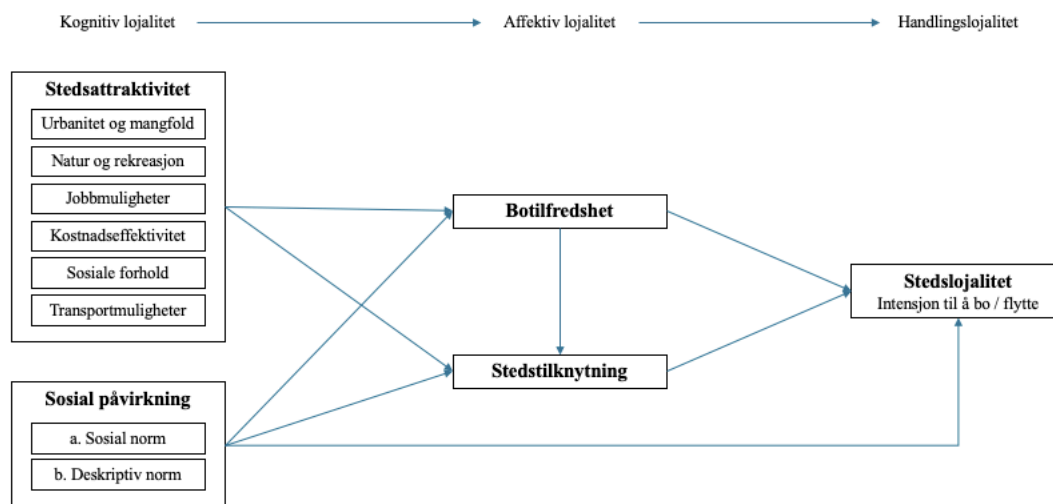 Kognitiv lojalitet
Affektiv lojalitet
Handlingslojalitet
Stedsattraktivitet
Urbanitet og mangfold
Natur og rekreasjon
Jobbmuligheter
Kostnadseffektivitet
Sosiale forhold
Transportmuligheter
Botilfredshet
Stedslojalitet
Intensjon til å bo / flytte
Stedstilknytning
Sosial påvirkning
a. Sosial norm
b. Deskriptiv norm